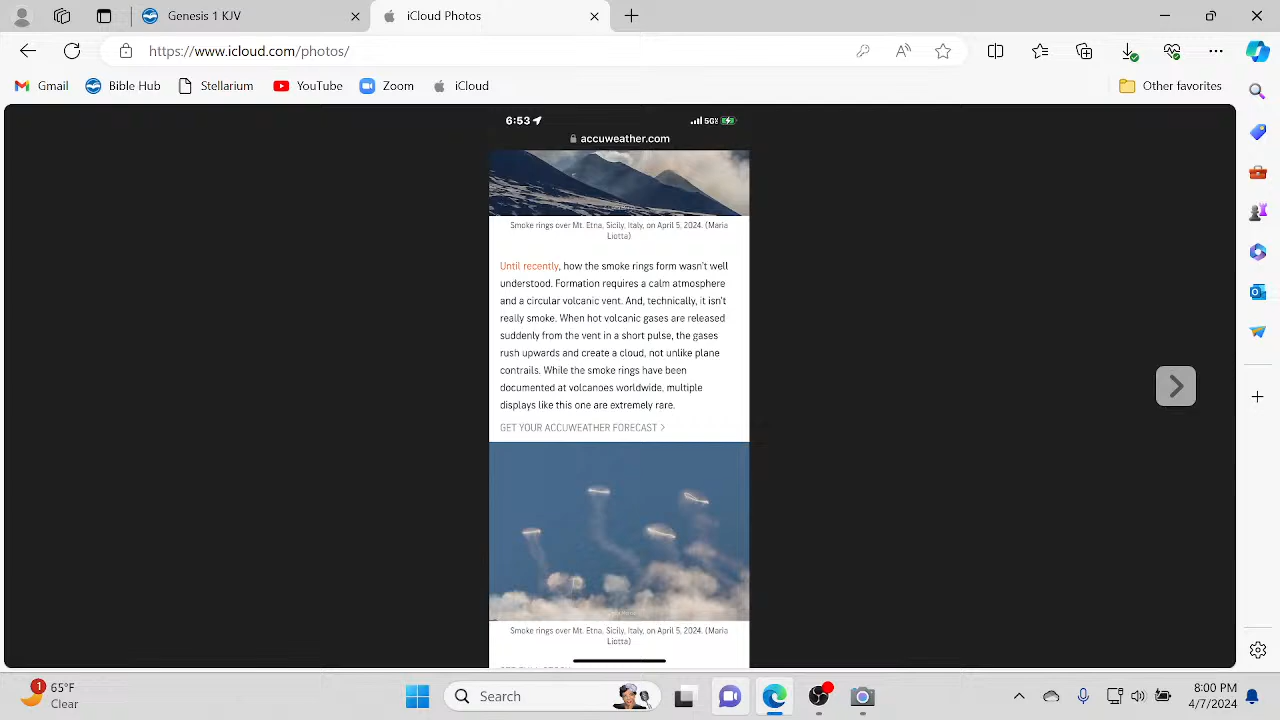 Genesis 1 KJV
iCloud Photos
https://www.icloud.com/photos/
Gmail
Bible Hub
Stellarium
YouTube
Zoom
iCloud
Other favorites
6:53
accuweather.com
Smoke rings over Mt. Etna, Sicily, Italy, on April 5, 2024. (Maria
Liotta)
Until recently, how the smoke rings form wasn't well
understood. Formation requires a calm atmosphere
and a circular volcanic vent. And, technically, it isn't
really smoke. When hot volcanic gases are released
suddenly from the vent in a short pulse, the gases
rush upwards and create a cloud, not unlike plane
contrails. While the smoke rings have been
documented at volcanoes worldwide, multiple
displays like this one are extremely rare.
GET YOUR ACCUWEATHER FORECAST >
Smoke rings over Mt. Etna, Sicily, Italy, on April 5, 2024. (Maria
Liotta)
1
65°F
Clear
Search
8:00 PM
4/7/2024